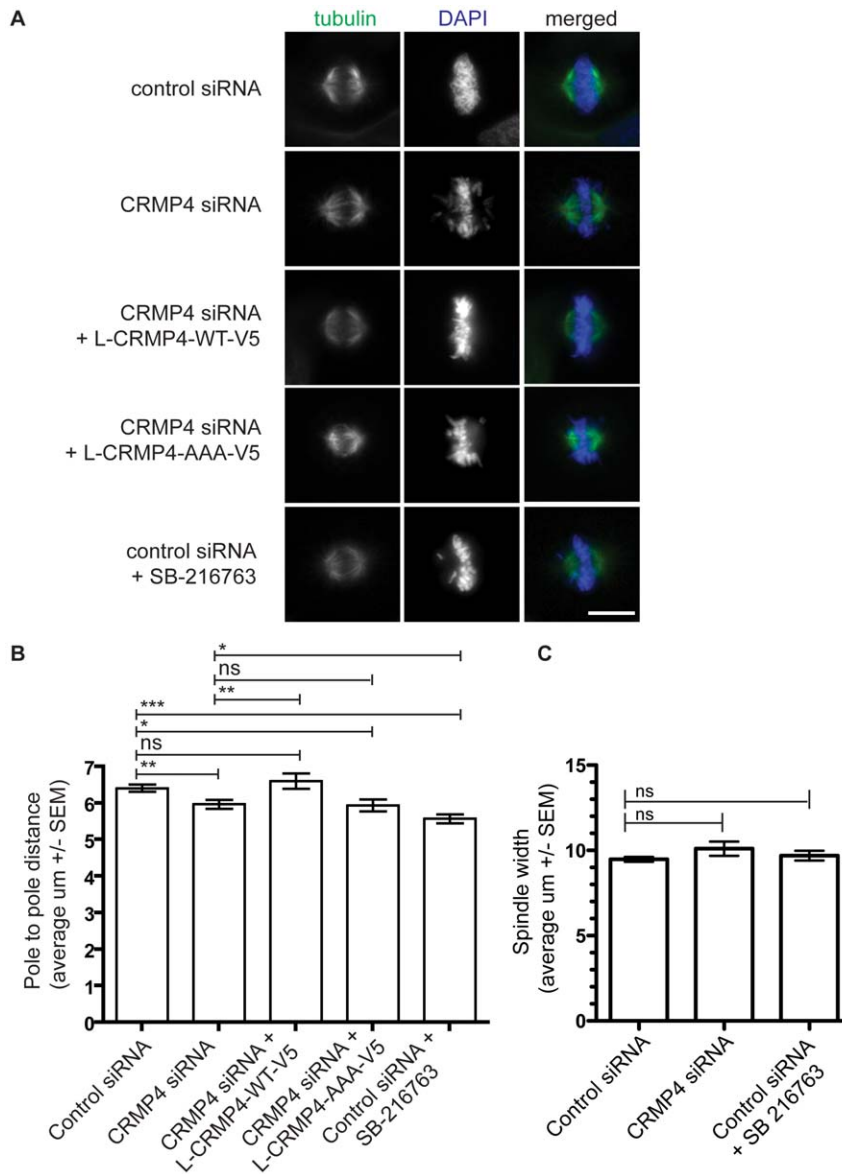 A
tubulin DAPI merged
control siRNA
CRMP4 siRNA
CRMP4 siRNA
+ L-CRMP4-WT-V5
CRMP4 siRNA
+ L-CRMP4-AAA-V5
control siRNA
+ SB-216763
B
*
ns
**
***
*
ns
**
7
6
5
4
3
2
1
0
Pole to pole distance
(average um +/- SEM)
Control siRNA
CRMP4 siRNA
CRMP4 siRNA +
L-CRMP4-WT-V5
CRMP4 siRNA +
L-CRMP4-AAA-V5
Control siRNA +
SB-216763
C
15
10
5
0
ns
ns
Spindle width
(average um +/- SEM)
Control siRNA
CRMP4 siRNA
Control siRNA
+ SB 216763